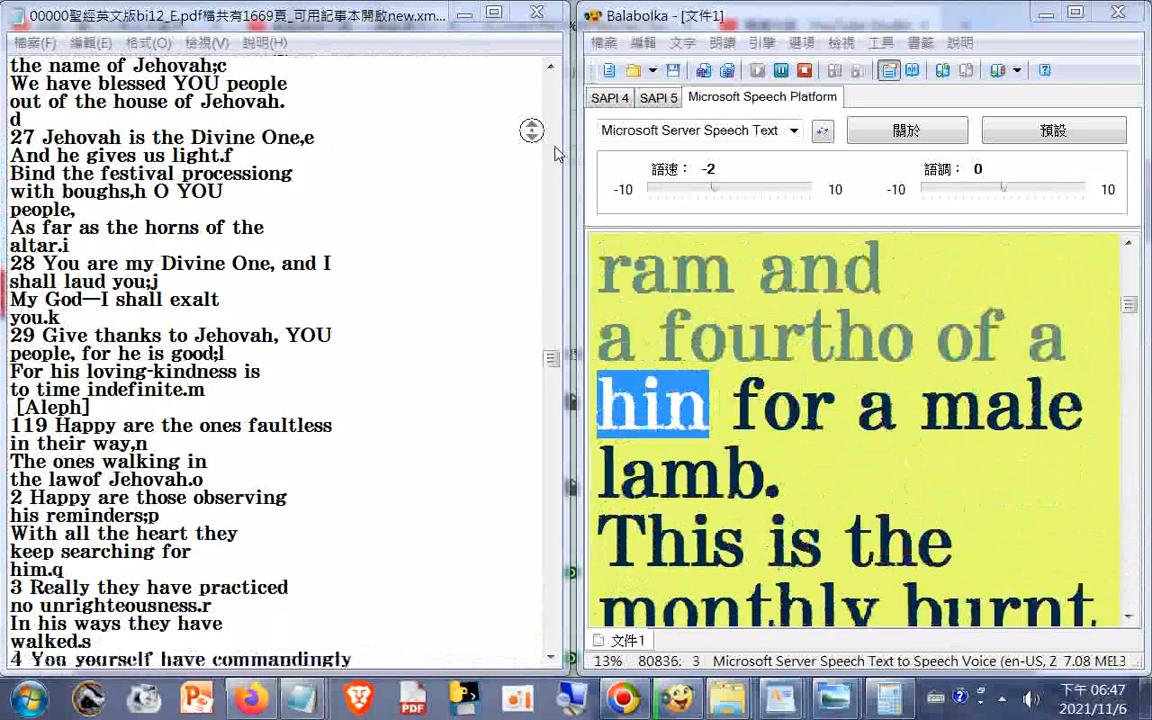 00000聖經英文版bi12_E.pdf檔共有1669頁_可用記事本開啟new.xm...
檔案(F) 編輯(E) 格式(O) 檢視(V) 說明(H)
the name of Jehovah;c
We have blessed YOU people
out of the house of Jehovah.
d
27 Jehovah is the Divine One,e
And he gives us light.f
Bind the festival processiong
with boughs,h O YOU
people,
As far as the horns of the
altar.i
28 You are my Divine One, and I
shall laud you;j
My God—I shall exalt
you.k
29 Give thanks to Jehovah, YOU
people, for he is good;l
For his loving-kindness is
to time indefinite.m
[Aleph]
119 Happy are the ones faultless
in their way,n
The ones walking in
the lawof Jehovah.o
2 Happy are those observing
his reminders;p
With all the heart they
keep searching for
him.q
3 Really they have practiced
no unrighteousness.r
In his ways they have
walked.s
4 You yourself have commandingly
Balabolka - [文件1]
檔案 編輯 文字 朗讀 引擎 選項 檢視 工具 書籤 說明
SAPI 4 SAPI 5 Microsoft Speech Platform
Microsoft Server Speech Text 關於 預設
語速: -2 語調: 0
-10 10 -10 10
ram and
a fourtho of a
hin for a male
lamb.
This is the
monthly burnt
文件1
13% 80836: 3 Microsoft Server Speech Text to Speech Voice (en-US, Z 7.08 MEL3
PDF
下午 06:47
2021/11/6